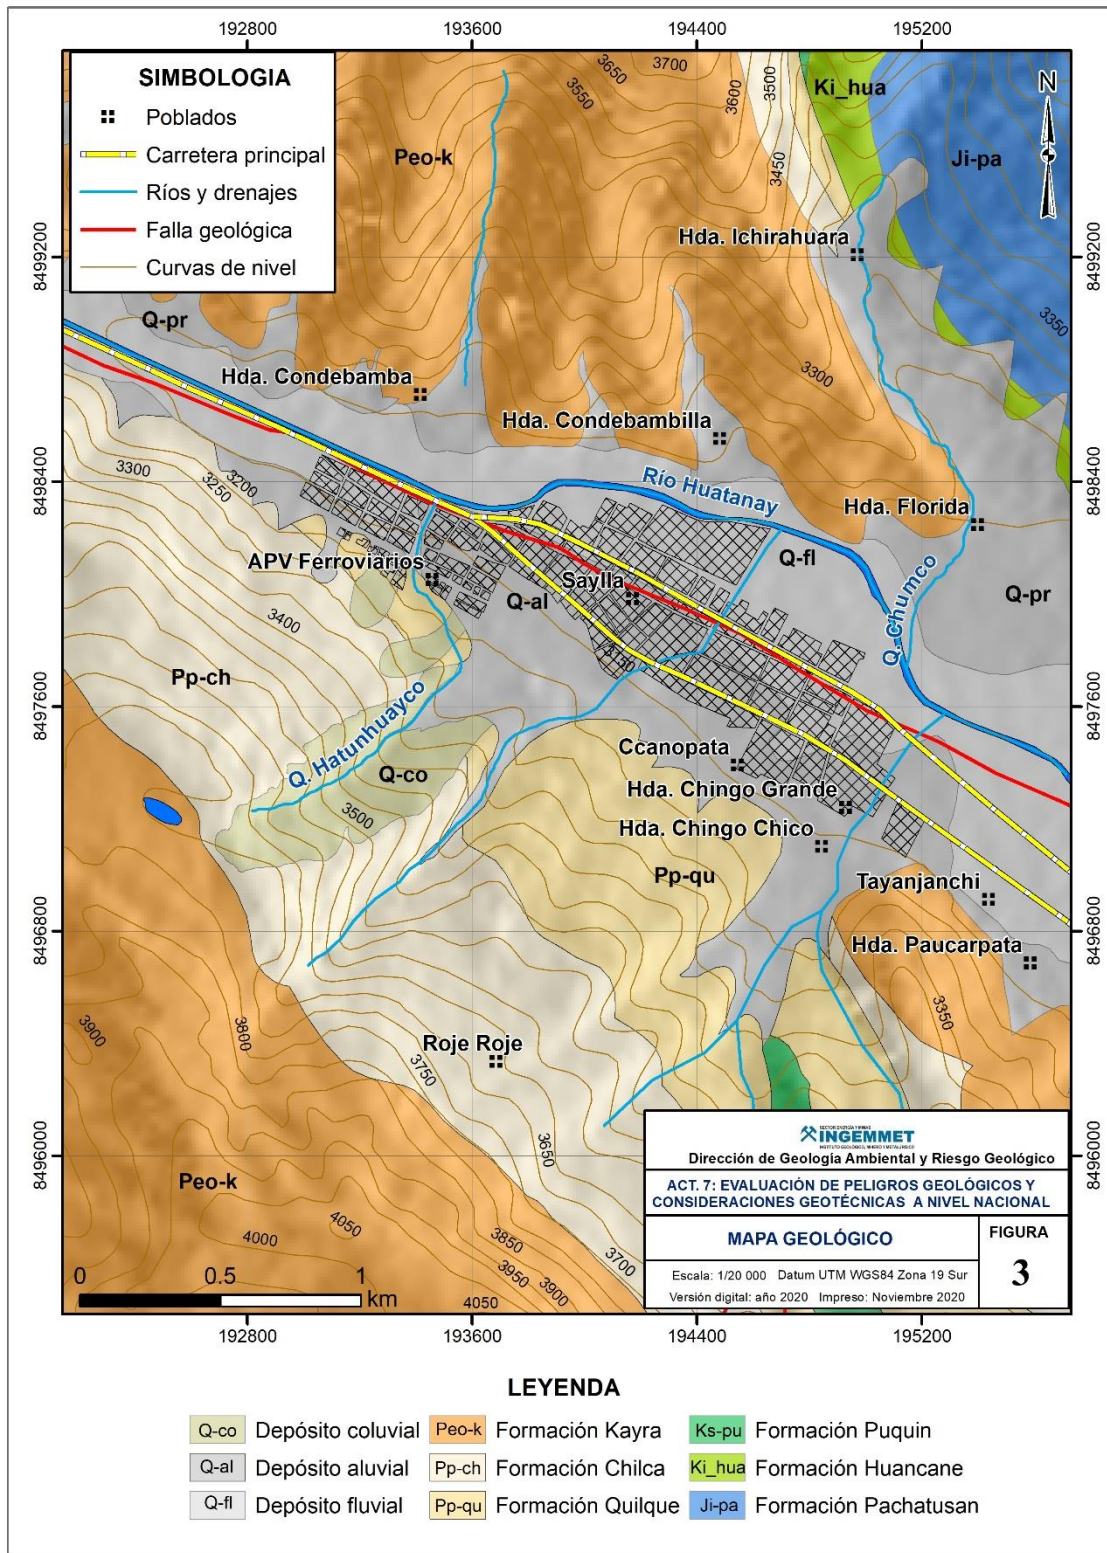 192800
193600
194400
195200
SIMBOLOGIA
Poblados
Carretera principal
Ríos y drenajes
Falla geológica
Curvas de nivel
N
3650
3700
3550
3600
3500
3450
Ki_hua
Peo-k
Ji-pa
Hda. Ichirahuara
8499200
8499200
3350
Q-pr
3300
Hda. Condebamba
Hda. Condebambilla
8498400
8498400
3300
3250
3200
Río Huatanay
Hda. Florida
APV Ferroviarios
Saylla
Q-fl
Q-al
Q. Chumco
Q-pr
3400
3150
Pp-ch
8497600
8497600
Q. Hatunhuayco
Q-co
Ccanopata
Hda. Chingo Grande
3500
Hda. Chingo Chico
Pp-qu
Tayanjanchi
8496800
8496800
Hda. Paucarpata
3900
3800
3350
Roje Roje
3750
8496000
8496000
3650
Peo-k
4050
4000
3850
3950
3900
3700
4050
0
0.5
1
km
SECTOR ENERGÍA Y MINAS
INGEMMET
INSTITUTO GEOLÓGICO, MINERO Y METALÚRGICO
Dirección de Geología Ambiental y Riesgo Geológico
ACT. 7: EVALUACIÓN DE PELIGROS GEOLÓGICOS Y
CONSIDERACIONES GEOTÉCNICAS A NIVEL NACIONAL
MAPA GEOLÓGICO
FIGURA
3
Escala: 1/20 000 Datum UTM WGS84 Zona 19 Sur
Versión digital: año 2020 Impreso: Noviembre 2020
192800
193600
194400
195200
LEYENDA
Q-co Depósito coluvial
Peo-k Formación Kayra
Ks-pu Formación Puquin
Q-al Depósito aluvial
Pp-ch Formación Chilca
Ki_hua Formación Huancane
Q-fl Depósito fluvial
Pp-qu Formación Quilque
Ji-pa Formación Pachatusan